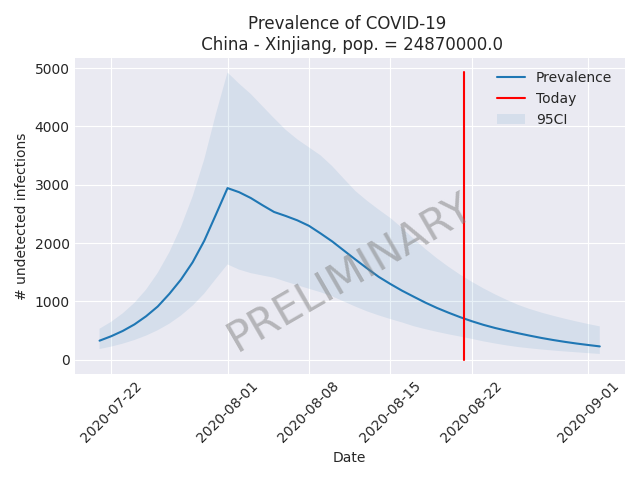 Prevalence of COVID-19
China - Xinjiang, pop. = 24870000.0
5000
4000
3000
2000
1000
0
# undetected infections
Prevalence
Today
95CI
PRELIMINARY
2020-07-22
2020-08-01
2020-08-08
2020-08-15
2020-08-22
2020-09-01
Date